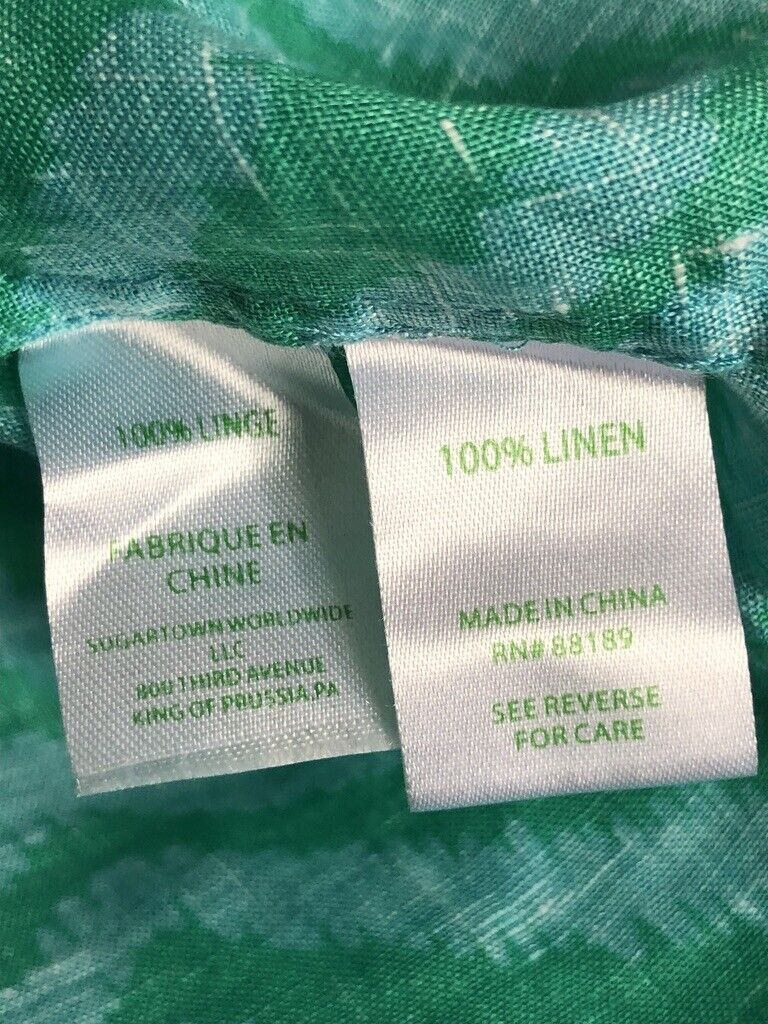 100% LINGE
FABRIQUE EN
CHINE
SUGARTOWN WORLDWIDE
LLC
800 THIRD AVENUE
KING OF PRUSSIA,PA
100% LINEN
MADE IN CHINA
RN# 88189
SEE REVERSE
FOR CARE